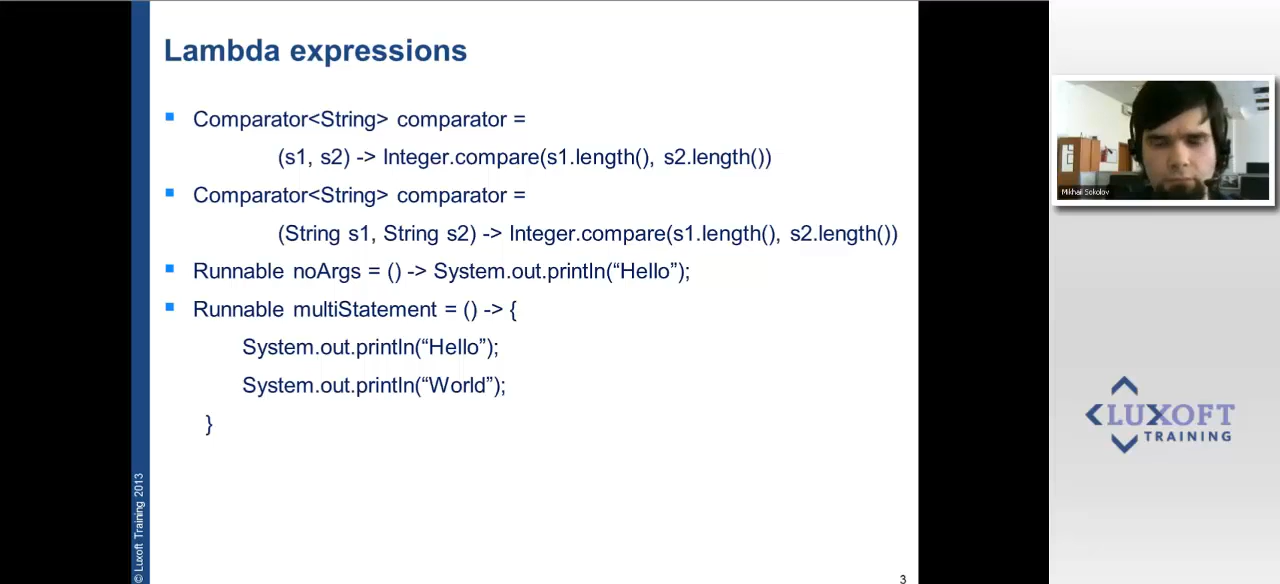 Lambda expressions
Comparator<String> comparator =
(s1, s2) -> Integer.compare(s1.length(), s2.length())
Comparator<String> comparator =
(String s1, String s2) -> Integer.compare(s1.length(), s2.length())
Runnable noArgs = () -> System.out.println(“Hello”);
Runnable multiStatement = () -> {
System.out.println(“Hello”);
System.out.println(“World”);
}
© Luxoft Training 2013
3
Mikhail Sokolov
LUXOFT
TRAINING